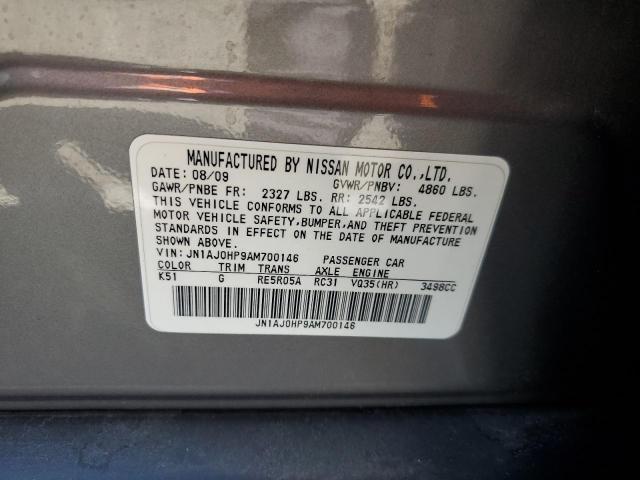 MANUFACTURED BY NISSAN MOTOR CO.,LTD.
DATE: 08/09 GVWR/PNBV: 4860 LBS.
GAWR/PNBE FR: 2327 LBS. RR: 2542 LBS.
THIS VEHICLE CONFORMS TO ALL APPLICABLE FEDERAL
MOTOR VEHICLE SAFETY,BUMPER,AND THEFT PREVENTION
STANDARDS IN EFFECT ON THE DATE OF MANUFACTURE
SHOWN ABOVE.
VIN: JN1AJ0HP9AM700146 PASSENGER CAR
COLOR TRIM TRANS AXLE ENGINE
K51 G RE5R05A RC31 VQ35(HR) 3498CC
JN1AJ0HP9AM700146